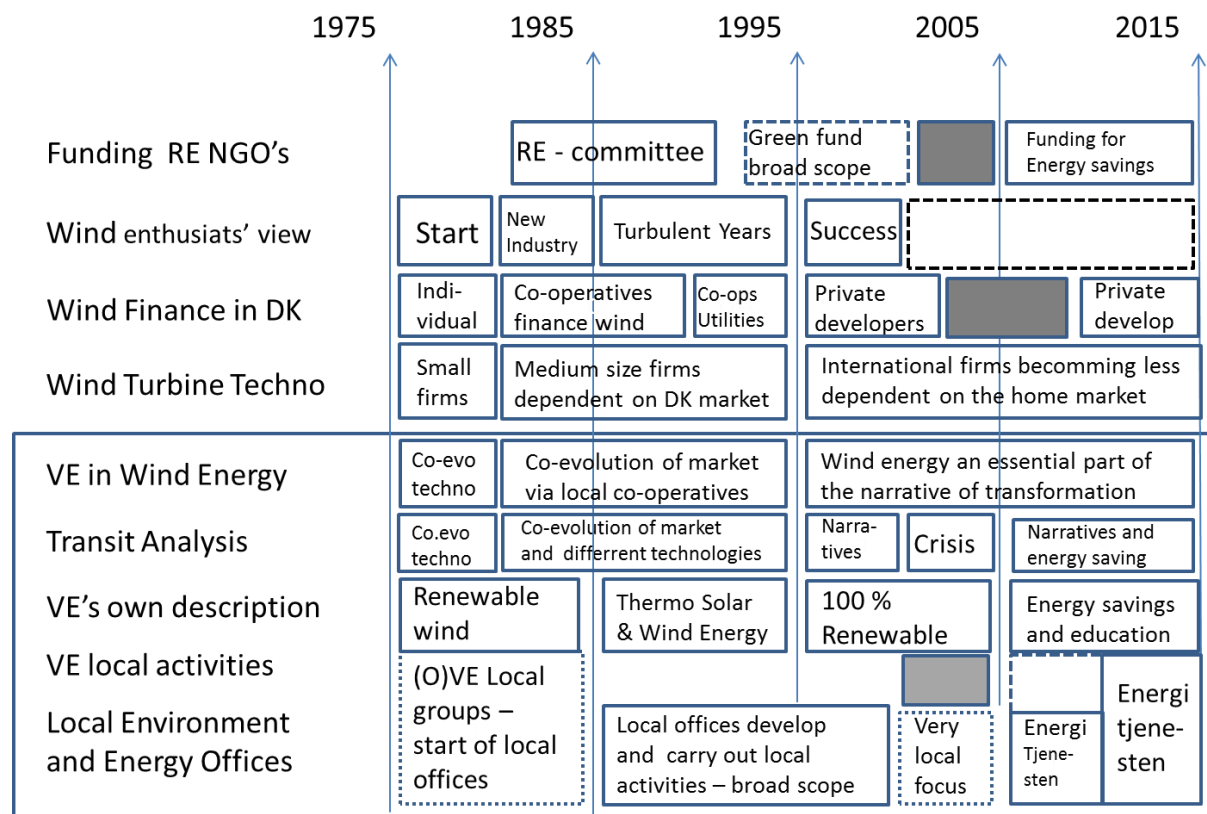 1975 1985 1995 2005 2015
Funding RE NGO's
RE - committee
Green fund
broad scope
Funding for
Energy savings
Wind enthusiats' view
Start
New
Industry
Turbulent Years
Success
Wind Finance in DK
Indi-
vidual
Co-operatives
finance wind
Co-ops
Utilities
Private
developers
Private
develop
Wind Turbine Techno
Small
firms
Medium size firms
dependent on DK market
International firms becomming less
dependent on the home market
VE in Wind Energy
Co-evo
techno
Co-evolution of market
via local co-operatives
Wind energy an essential part of
the narrative of transformation
Transit Analysis
Co.evo
techno
Co-evolution of market
and differrent technologies
Narra-
tives
Crisis
Narratives and
energy saving
VE's own description
Renewable
wind
Thermo Solar
& Wind Energy
100 %
Renewable
Energy savings
and education
VE local activities
Local Environment
and Energy Offices
(O)VE Local
groups –
start of local
offices
Local offices develop
and carry out local
activities – broad scope
Very
local
focus
Energi
Tjene-
sten
Energi
tjene-
sten